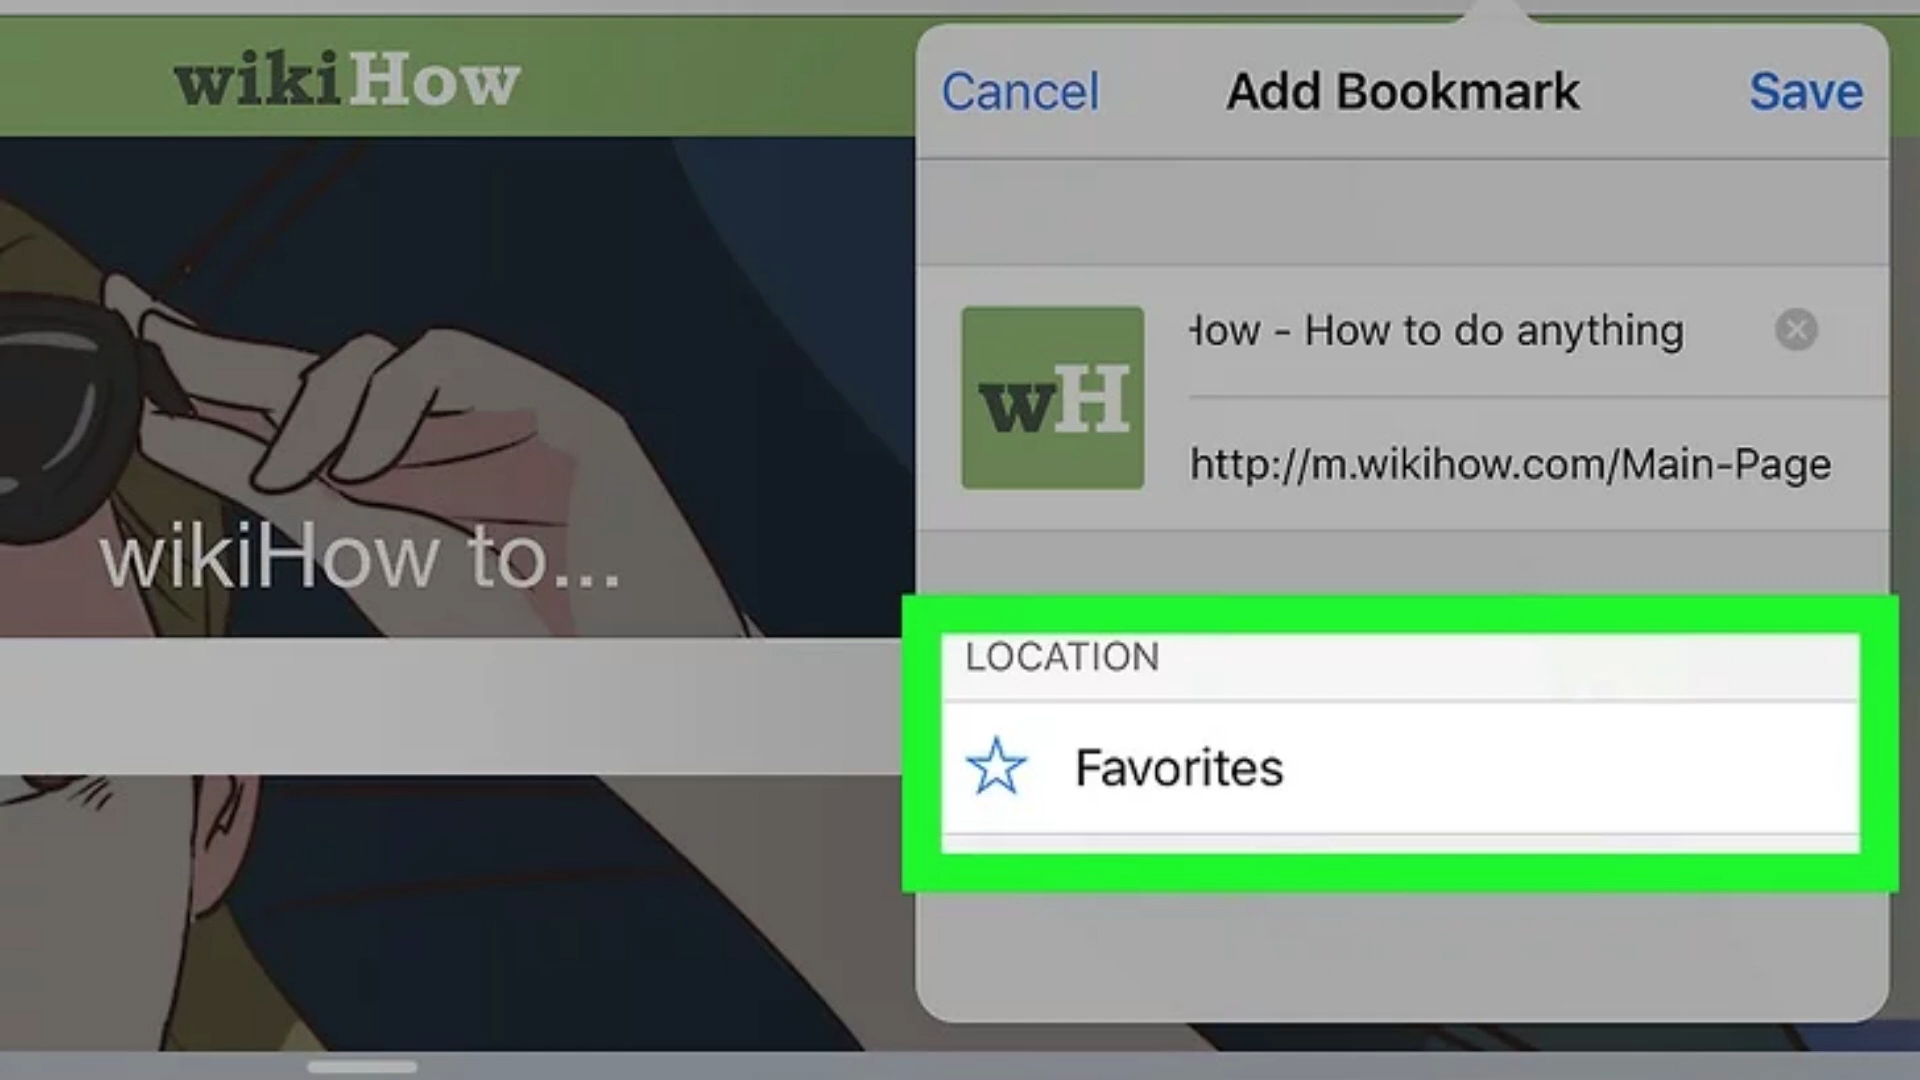 wikiHow
Cancel Add Bookmark Save
How - How to do anything
wH
http://m.wikihow.com/Main-Page
wikiHow to...
LOCATION
Favorites